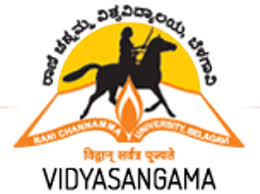 ರಾಣಿ ಚನ್ನಮ್ಮ ವಿಶ್ವವಿದ್ಯಾಲಯ, ಬೆಳಗಾವಿ
RANI CHANNAMMA UNIVERSITY, BELAGAVI
विद्वान् सर्वत्र पूज्यते
VIDYASANGAMA